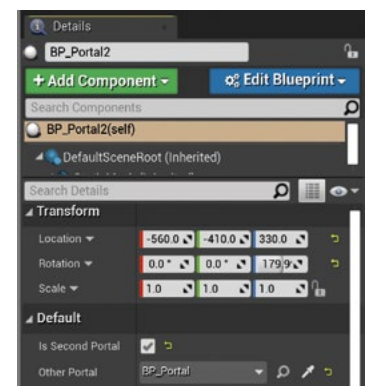 Details
BP_Portal2
+ Add Component
Edit Blueprint
Search Components
BP_Portal2(self)
DefaultSceneRoot (Inherited)
Search Details
Transform
Location -560.0 -410.0 330.0
Rotation 0.0° 0.0° 179.9
Scale 1.0 1.0 1.0
Default
Is Second Portal
Other Portal BP_Portal